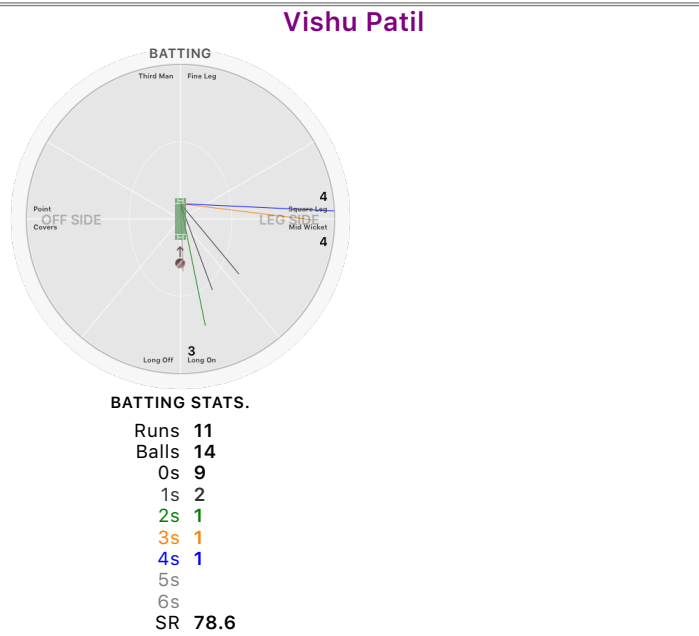 Vishu Patil
BATTING
Third Man Fine Leg
4
Point Square Leg
OFF SIDE LEG SIDE
Covers Mid Wicket
4
3
Long Off Long On
BATTING STATS.
Runs 11
Balls 14
0s 9
1s 2
2s 1
3s 1
4s 1
5s
6s
SR 78.6